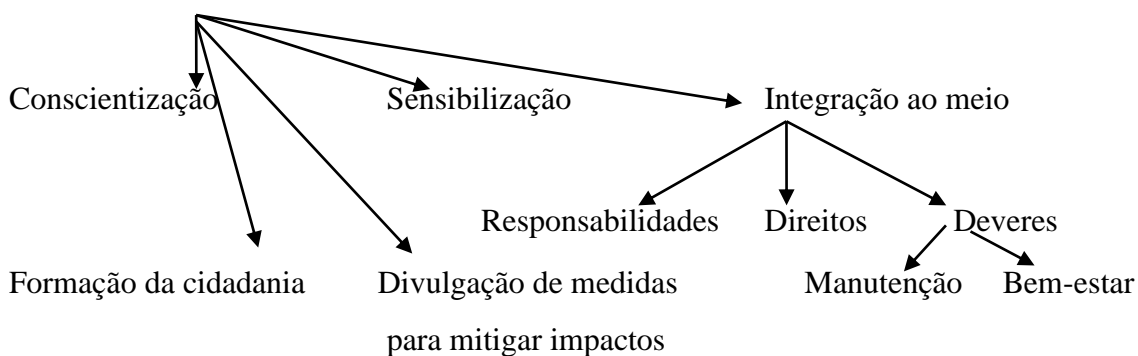 Conscientização Sensibilização Integração ao meio
Responsabilidades Direitos Deveres
Formação da cidadania Divulgação de medidas Manutenção Bem-estar
para mitigar impactos